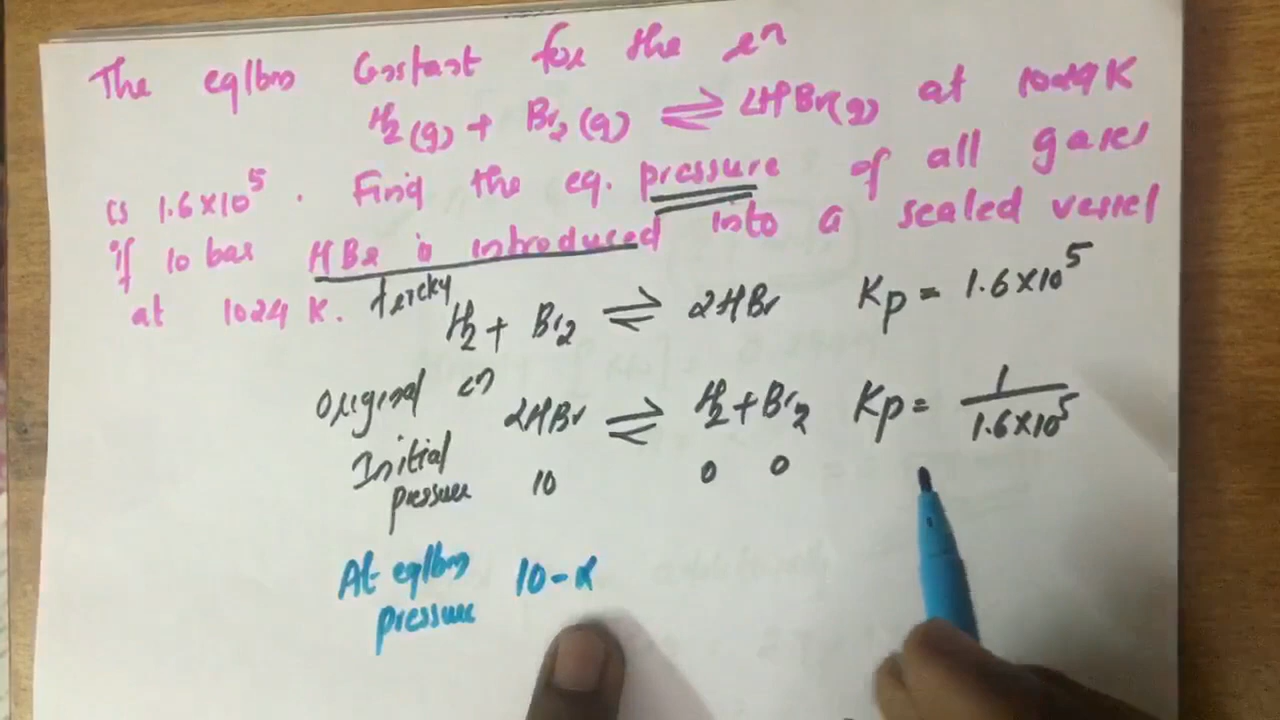 The eqlbm Constant for the rn
H2(g) + Br2(g) ⇌ 2HBr(g) at 1024K
is 1.6×10^5. Find the eq. pressure of all gases
if 10 bar HBr is introduced into a sealed vessel
at 1024 K. tricky
H2 + Br2 ⇌ 2HBr Kp = 1.6×10^5
Original rn 2HBr ⇌ H2+Br2 Kp = 1/1.6×10^5
Initial pressure 10 0 0
At eqlbm pressure 10-x